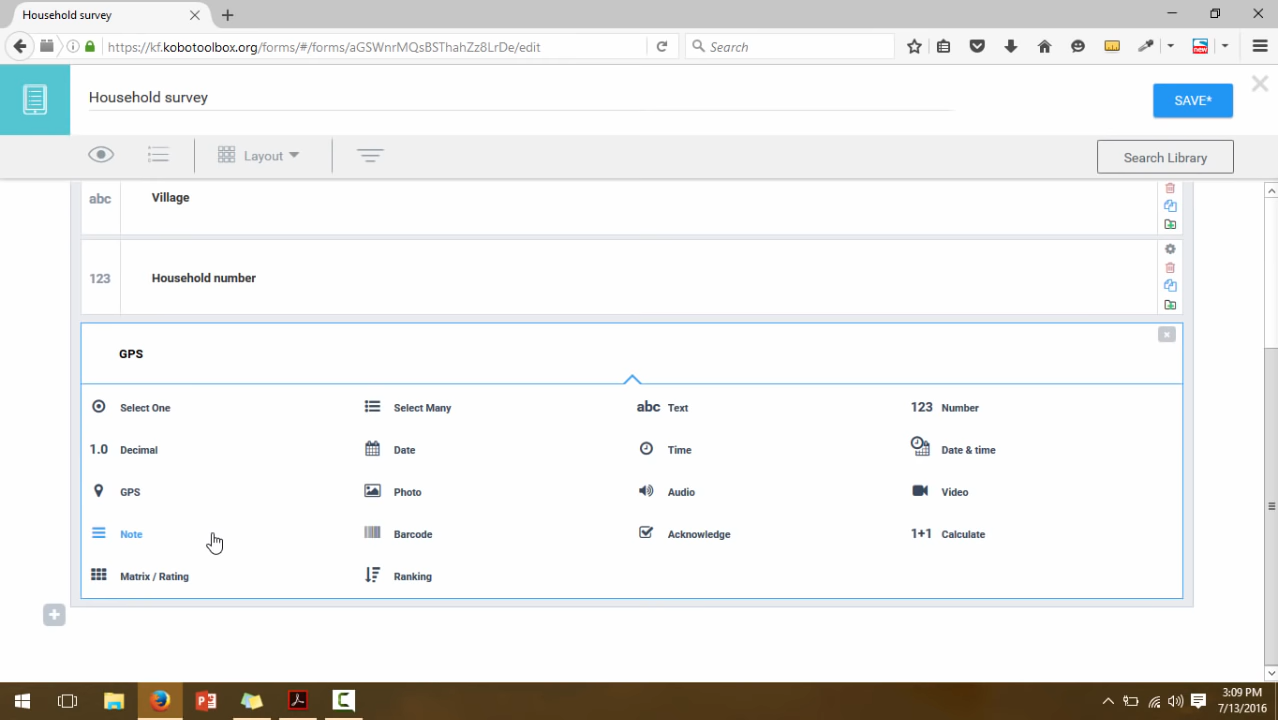 Household survey
https://kf.kobotoolbox.org/forms/#/forms/aGSWnrMQsBSThahZz8LrDe/edit
Search
new
Household survey
SAVE*
Layout
Search Library
abc Village
123 Household number
GPS
Select One Select Many abc Text 123 Number
1.0 Decimal Date Time Date & time
GPS Photo Audio Video
Note Barcode Acknowledge 1+1 Calculate
Matrix / Rating Ranking
3:09 PM
7/13/2016